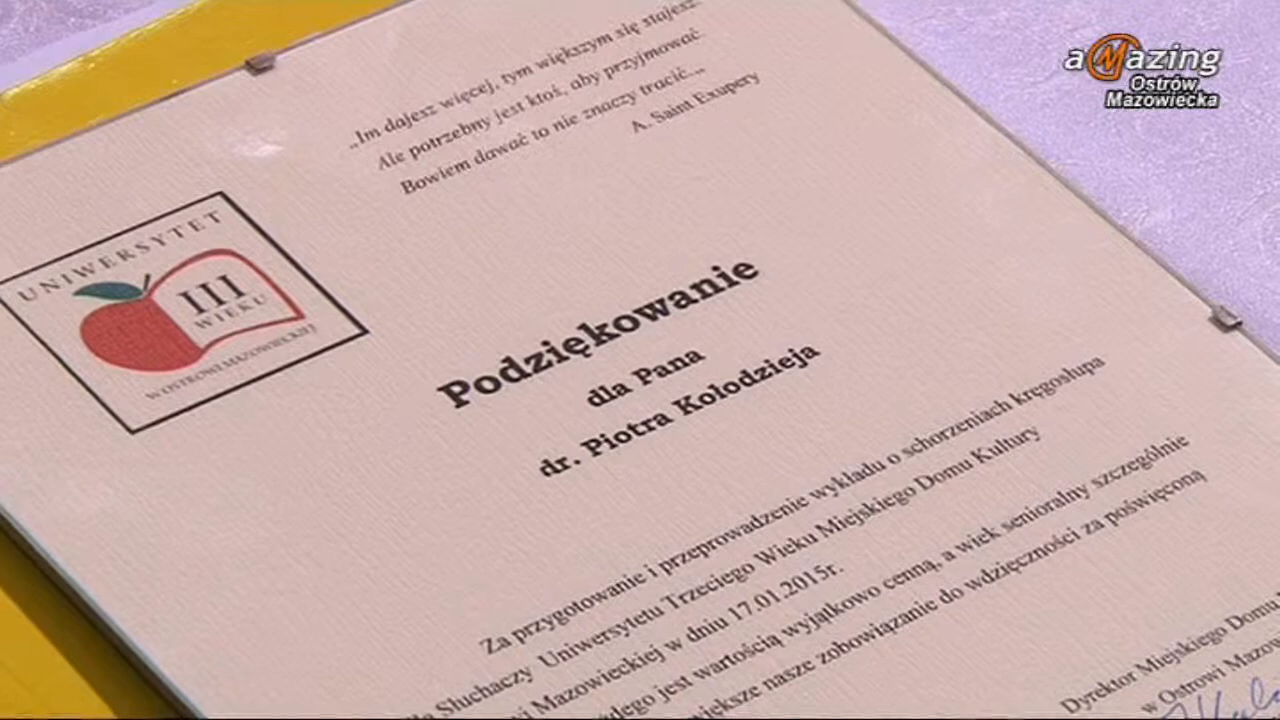 aMazing
Ostrów
Mazowiecka
„Im dajesz więcej, tym większym się stajesz.
Ale potrzebny jest ktoś, aby przyjmować.
Bowiem dawać to nie znaczy tracić...„
A. Saint Exupery
UNIWERSYTET
III
WIEKU
W OSTROWI MAZOWIECKIEJ
Podziękowanie
dla Pana
dr. Piotra Kołodzieja
Za przygotowanie i przeprowadzenie wykładu o schorzeniach kręgosłupa
dla Słuchaczy Uniwersytetu Trzeciego Wieku Miejskiego Domu Kultury
wi Mazowieckiej w dniu 17.01.2015r.
żdego jest wartością wyjątkowo cenną, a wiek senioralny szczególnie
większe nasze zobowiązanie do wdzięczności za poświęconą
Dyrektor Miejskiego Domu
w Ostrowi Mazow